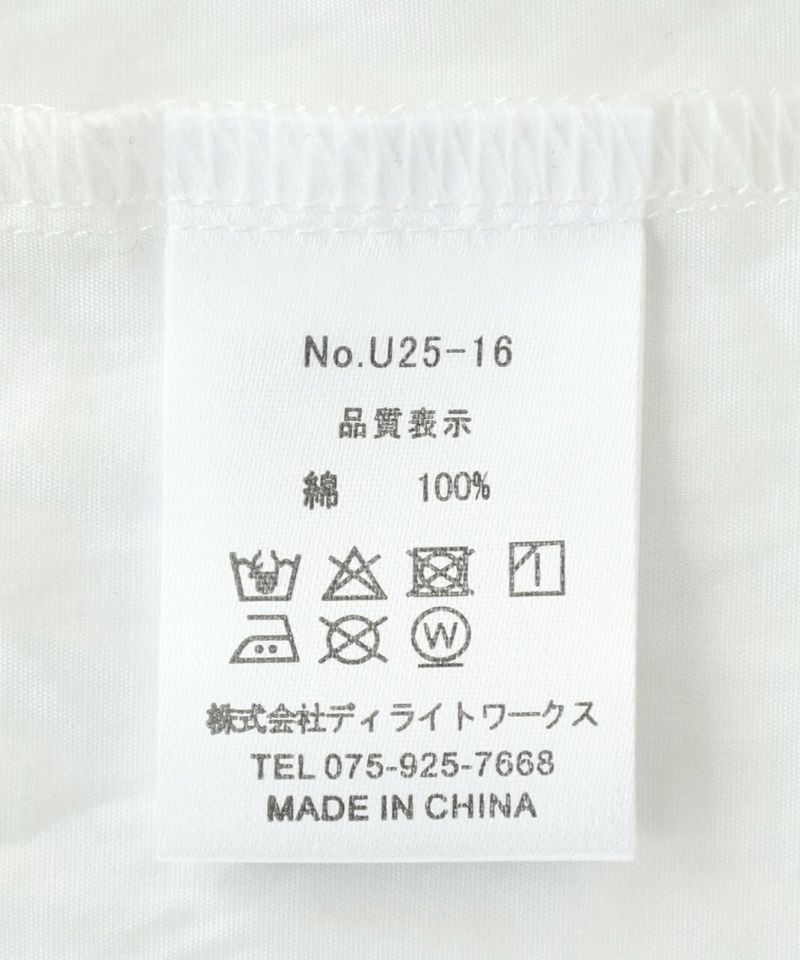 No.U25-16
品質表示
綿 100%
W
株式会社ディライトワークス
TEL 075-925-7668
MADE IN CHINA